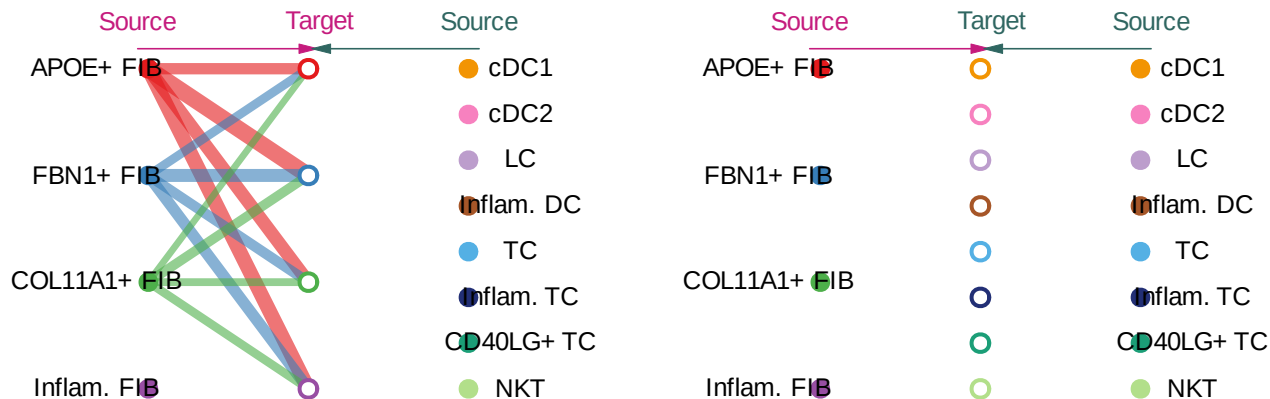 Source Target Source
APOE+ FIB
FBN1+ FIB
COL11A1+ FIB
Inflam. FIB
cDC1
cDC2
LC
Inflam. DC
TC
Inflam. TC
CD40LG+ TC
NKT
Source Target Source
APOE+ FIB
FBN1+ FIB
COL11A1+ FIB
Inflam. FIB
cDC1
cDC2
LC
Inflam. DC
TC
Inflam. TC
CD40LG+ TC
NKT